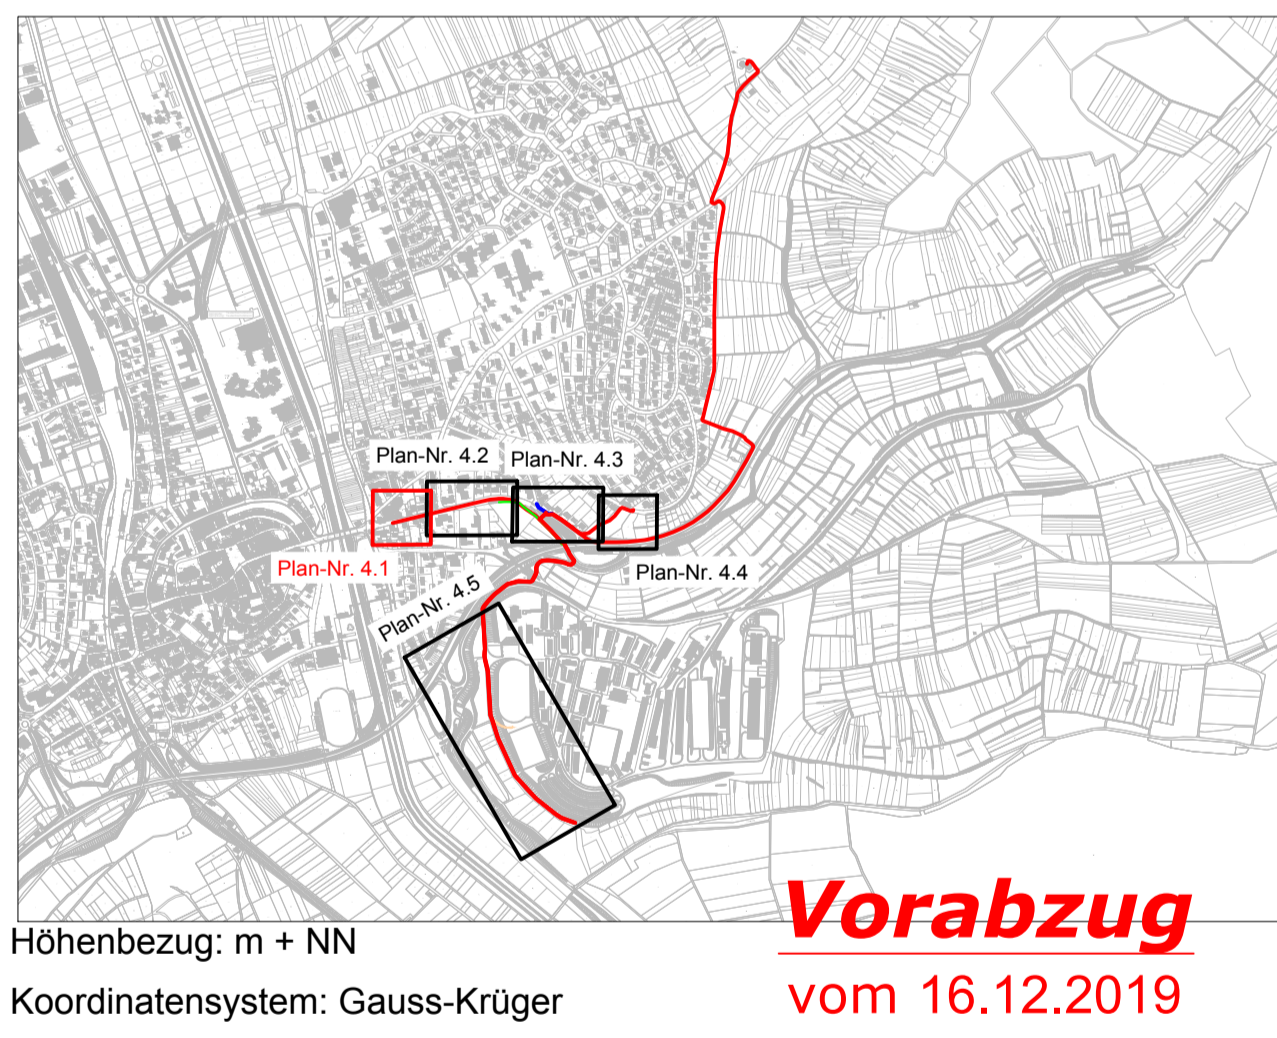 Plan-Nr. 4.2
Plan-Nr. 4.3
Plan-Nr. 4.1
Plan-Nr. 4.4
Plan-Nr. 4.5
Höhenbezug: m + NN
Koordinatensystem: Gauss-Krüger
Vorabzug
vom 16.12.2019